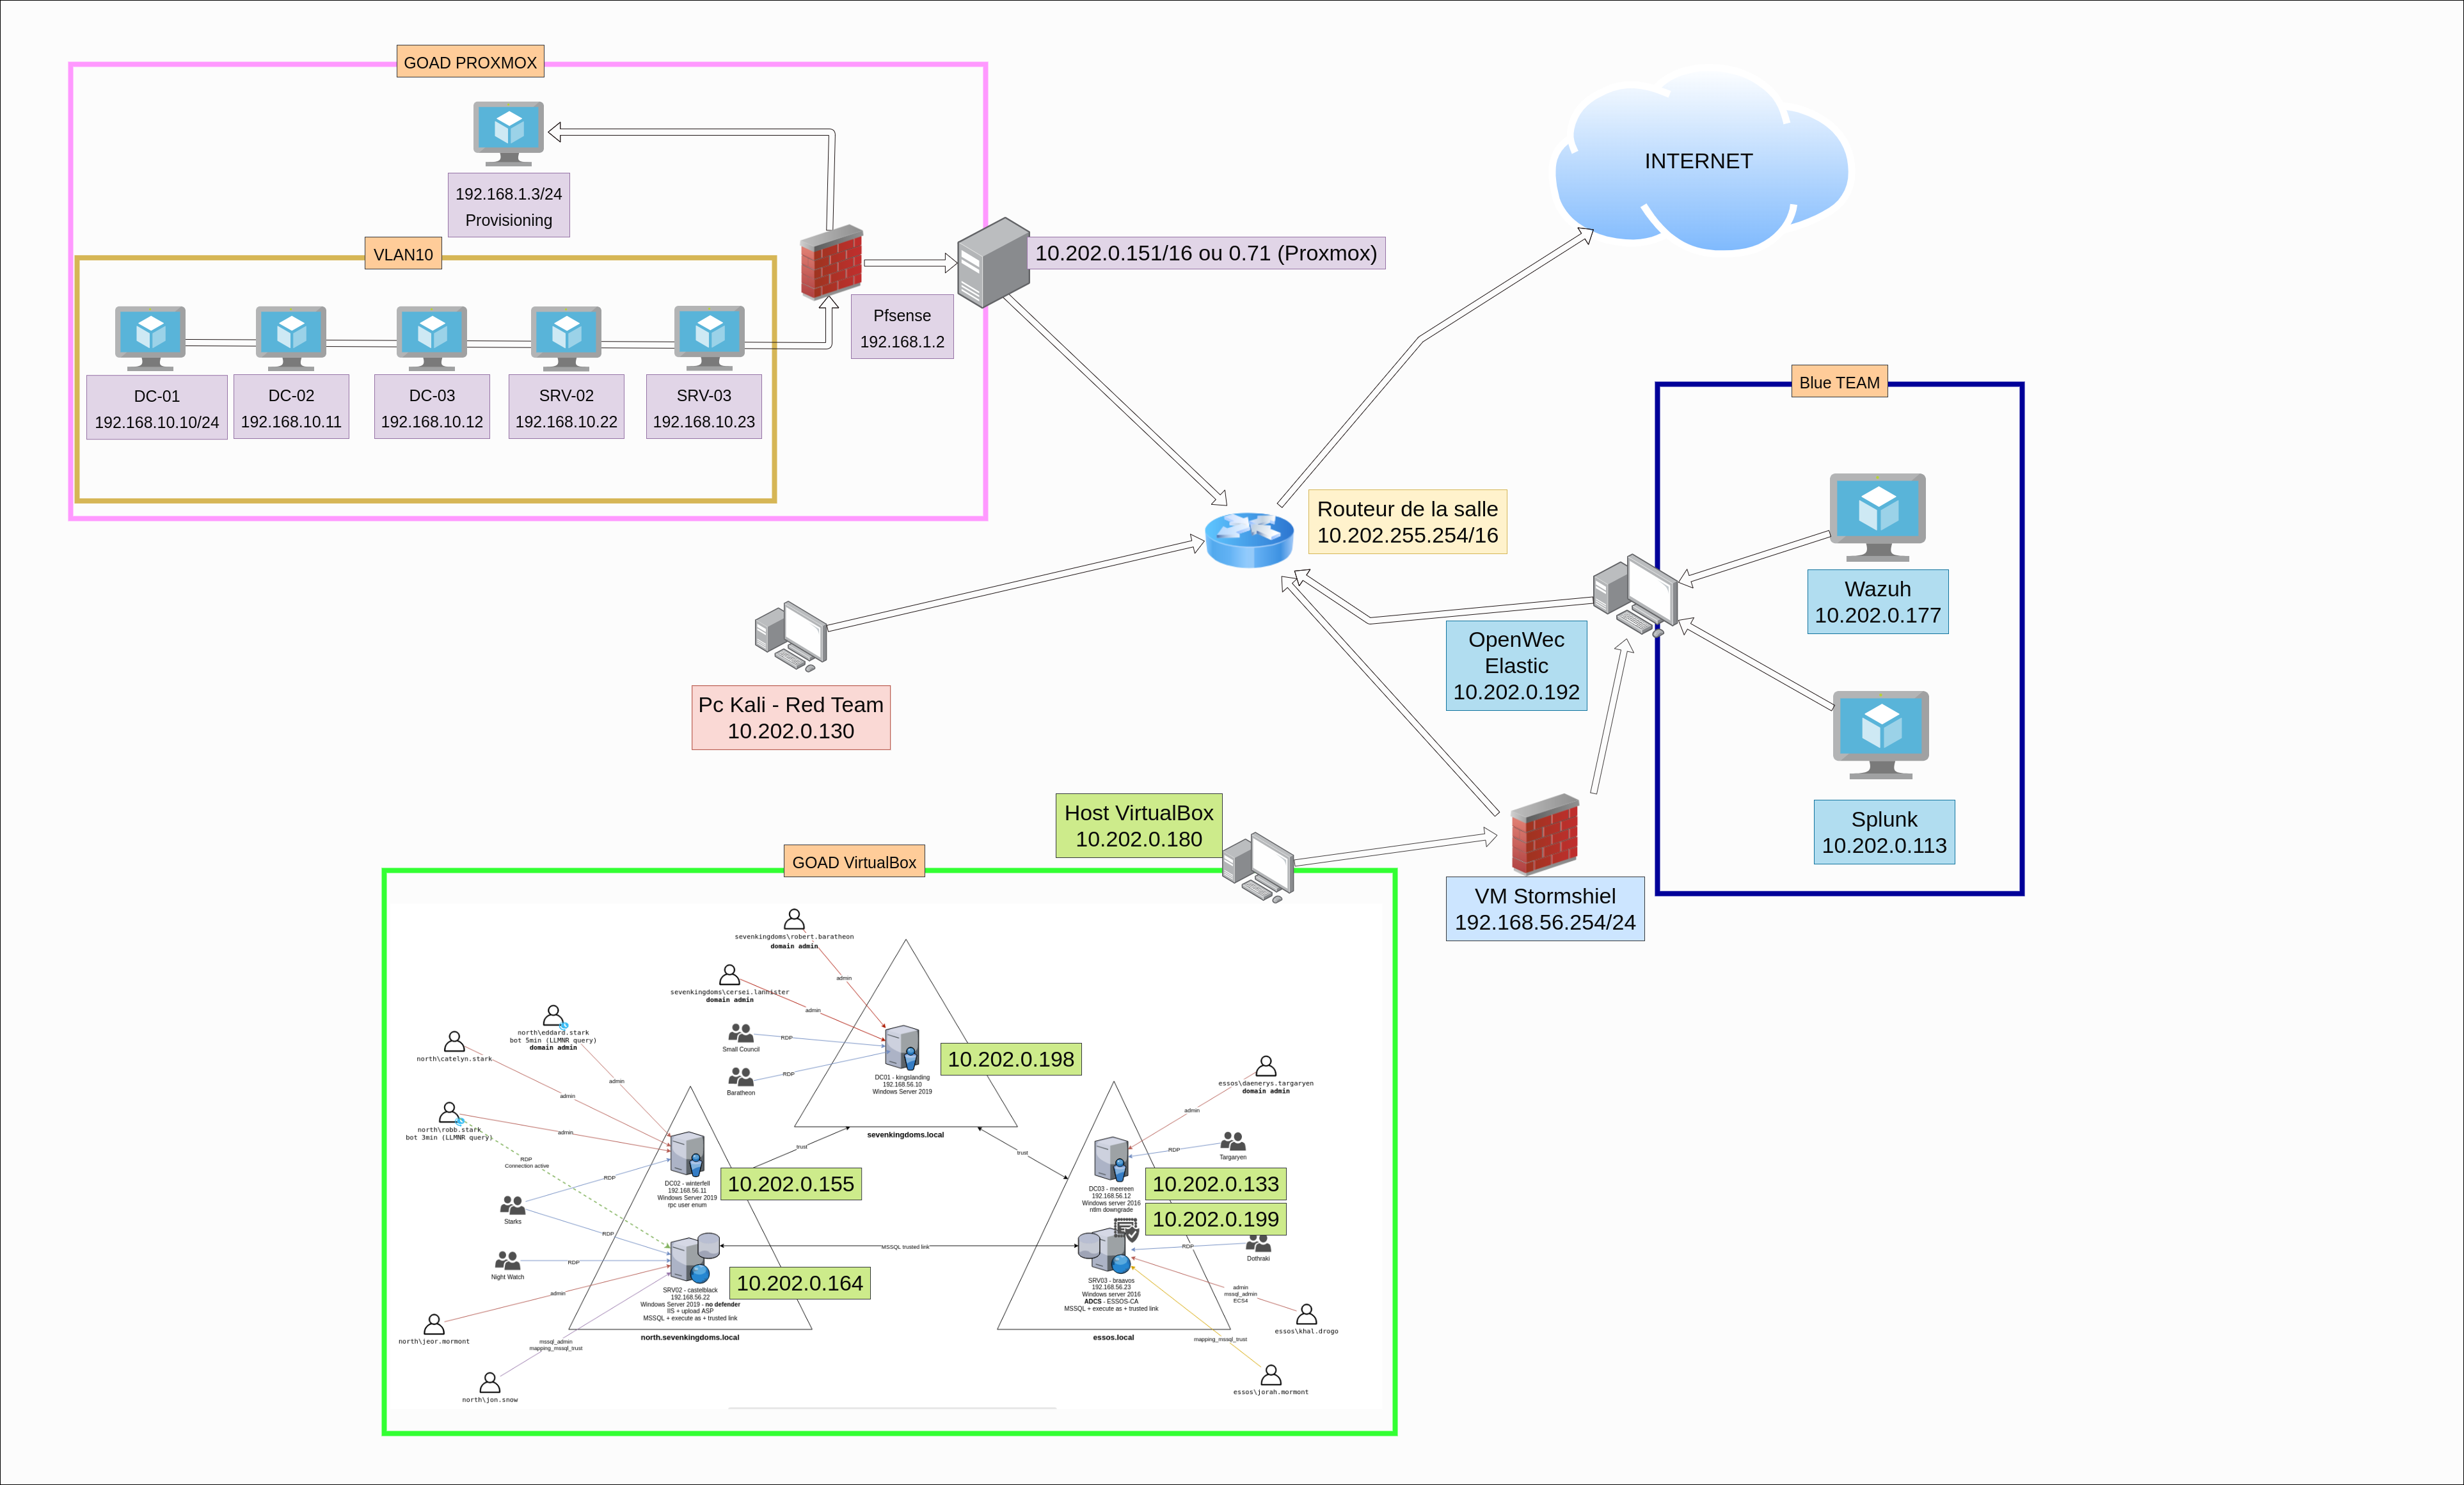 GOAD PROXMOX
INTERNET
192.168.1.3/24
Provisioning
VLAN10
10.202.0.151/16 ou 0.71 (Proxmox)
Pfsense
192.168.1.2
DC-01
192.168.10.10/24
DC-02
192.168.10.11
DC-03
192.168.10.12
SRV-02
192.168.10.22
SRV-03
192.168.10.23
Blue TEAM
Routeur de la salle
10.202.255.254/16
Wazuh
10.202.0.177
OpenWec
Elastic
10.202.0.192
Pc Kali - Red Team
10.202.0.130
Splunk
10.202.0.113
Host VirtualBox
10.202.0.180
VM Stormshiel
192.168.56.254/24
GOAD VirtualBox
sevenkingdoms\robert.baratheon
domain admin
admin
sevenkingdoms\cersei.lannister
domain admin
admin
Small Council
RDP
Baratheon
RDP
DC01 - kingslanding
192.168.56.10
Windows Server 2019
10.202.0.198
sevenkingdoms.local
north\eddard.stark
bot 5min (LLMNR query)
domain admin
admin
north\catelyn.stark
admin
north\robb.stark
bot 3min (LLMNR query)
admin
RDP
Connection active
RDP
Starks
RDP
Night Watch
RDP
admin
north\jeor.mormont
mssql_admin
mapping_mssql_trust
north\jon.snow
DC02 - winterfell
192.168.56.11
Windows Server 2019
rpc user enum
10.202.0.155
trust
trust
SRV02 - castelblack
192.168.56.22
Windows Server 2019 - no defender
IIS + upload ASP
MSSQL + execute as + trusted link
10.202.0.164
north.sevenkingdoms.local
MSSQL trusted link
essos\daenerys.targaryen
domain admin
admin
RDP
Targaryen
DC03 - meereen
192.168.56.12
Windows server 2016
ntlm downgrade
10.202.0.133
10.202.0.199
RDP
Dothraki
SRV03 - braavos
192.168.56.23
Windows server 2016
ADCS - ESSOS-CA
MSSQL + execute as + trusted link
admin
mssql_admin
ECS4
essos\khal.drogo
mapping_mssql_trust
essos\jorah.mormont
essos.local